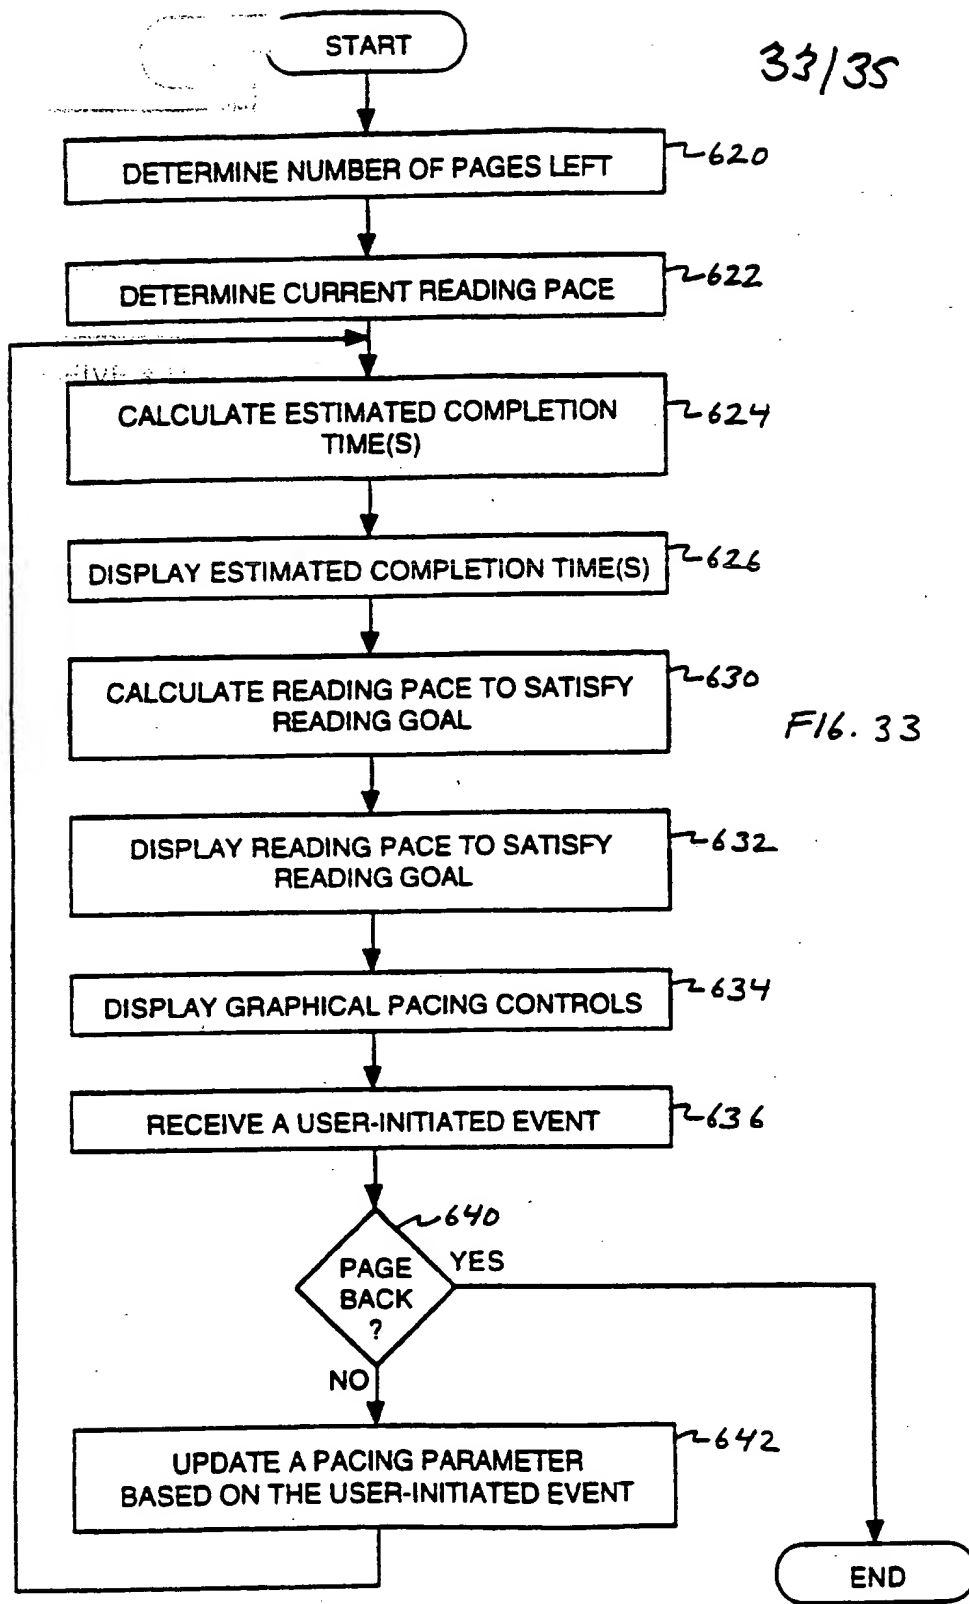 START
33/35
DETERMINE NUMBER OF PAGES LEFT
620
DETERMINE CURRENT READING PACE
622
CALCULATE ESTIMATED COMPLETION
TIME(S)
624
DISPLAY ESTIMATED COMPLETION TIME(S)
626
CALCULATE READING PACE TO SATISFY
READING GOAL
630
FIG. 33
DISPLAY READING PACE TO SATISFY
READING GOAL
632
DISPLAY GRAPHICAL PACING CONTROLS
634
RECEIVE A USER-INITIATED EVENT
636
640
PAGE
BACK
?
YES
NO
UPDATE A PACING PARAMETER
BASED ON THE USER-INITIATED EVENT
642
END